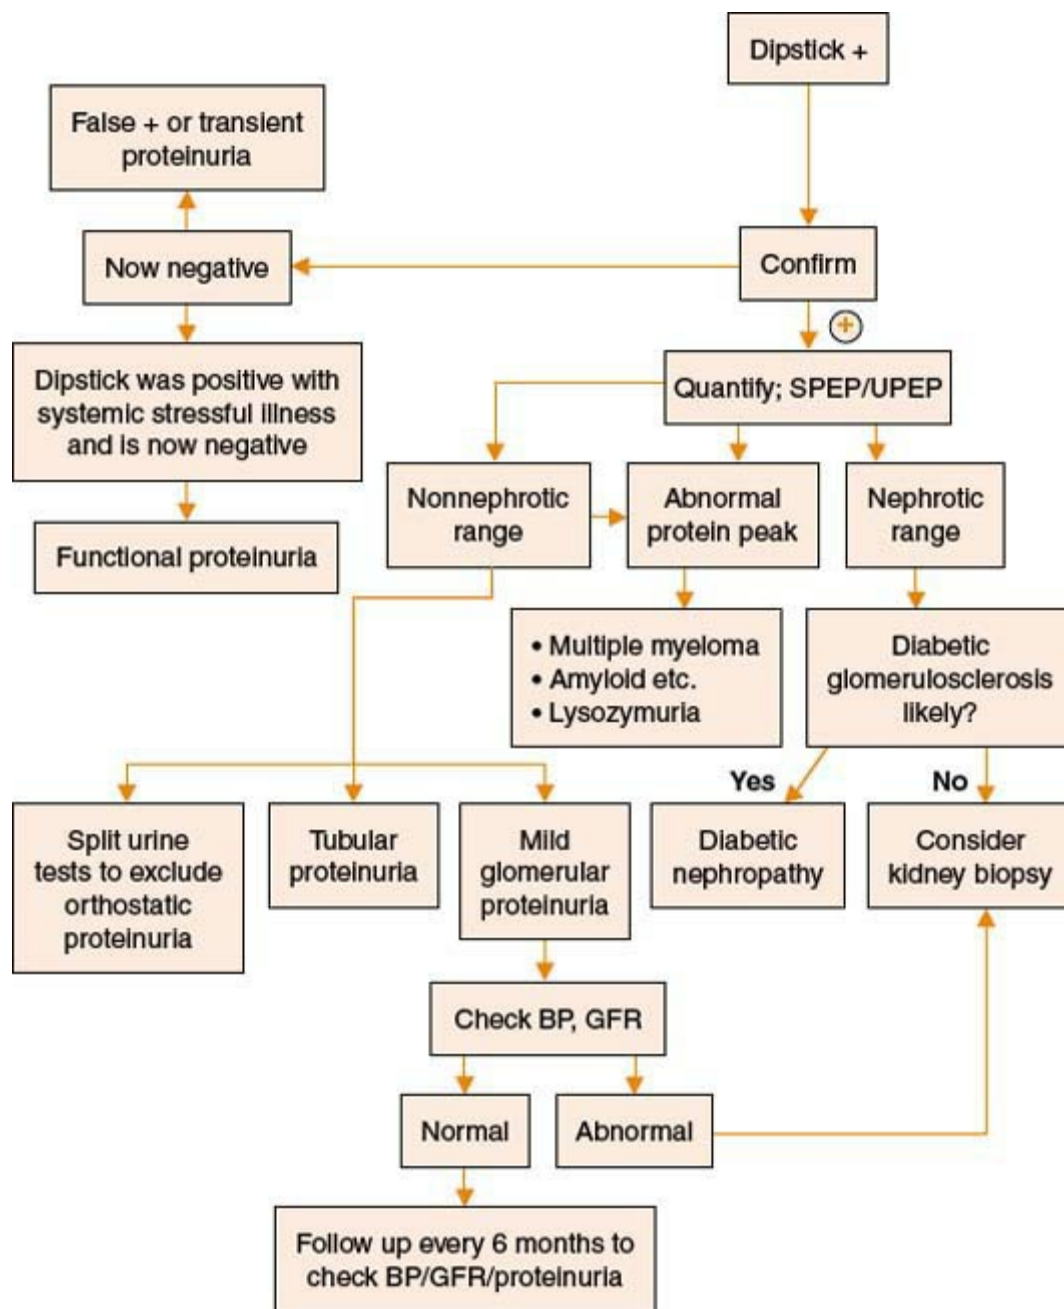 Dipstick +
False + or transient
proteinuria
Now negative
Confirm
+
Dipstick was positive with
systemic stressful illness
and is now negative
Quantify; SPEP/UPEP
Functional proteinuria
Nonnephrotic
range
Abnormal
protein peak
Nephrotic
range
• Multiple myeloma
• Amyloid etc.
• Lysozymuria
Diabetic
glomerulosclerosis
likely?
Yes
No
Split urine
tests to exclude
orthostatic
proteinuria
Tubular
proteinuria
Mild
glomerular
proteinuria
Diabetic
nephropathy
Consider
kidney biopsy
Check BP, GFR
Normal
Abnormal
Follow up every 6 months to
check BP/GFR/proteinuria